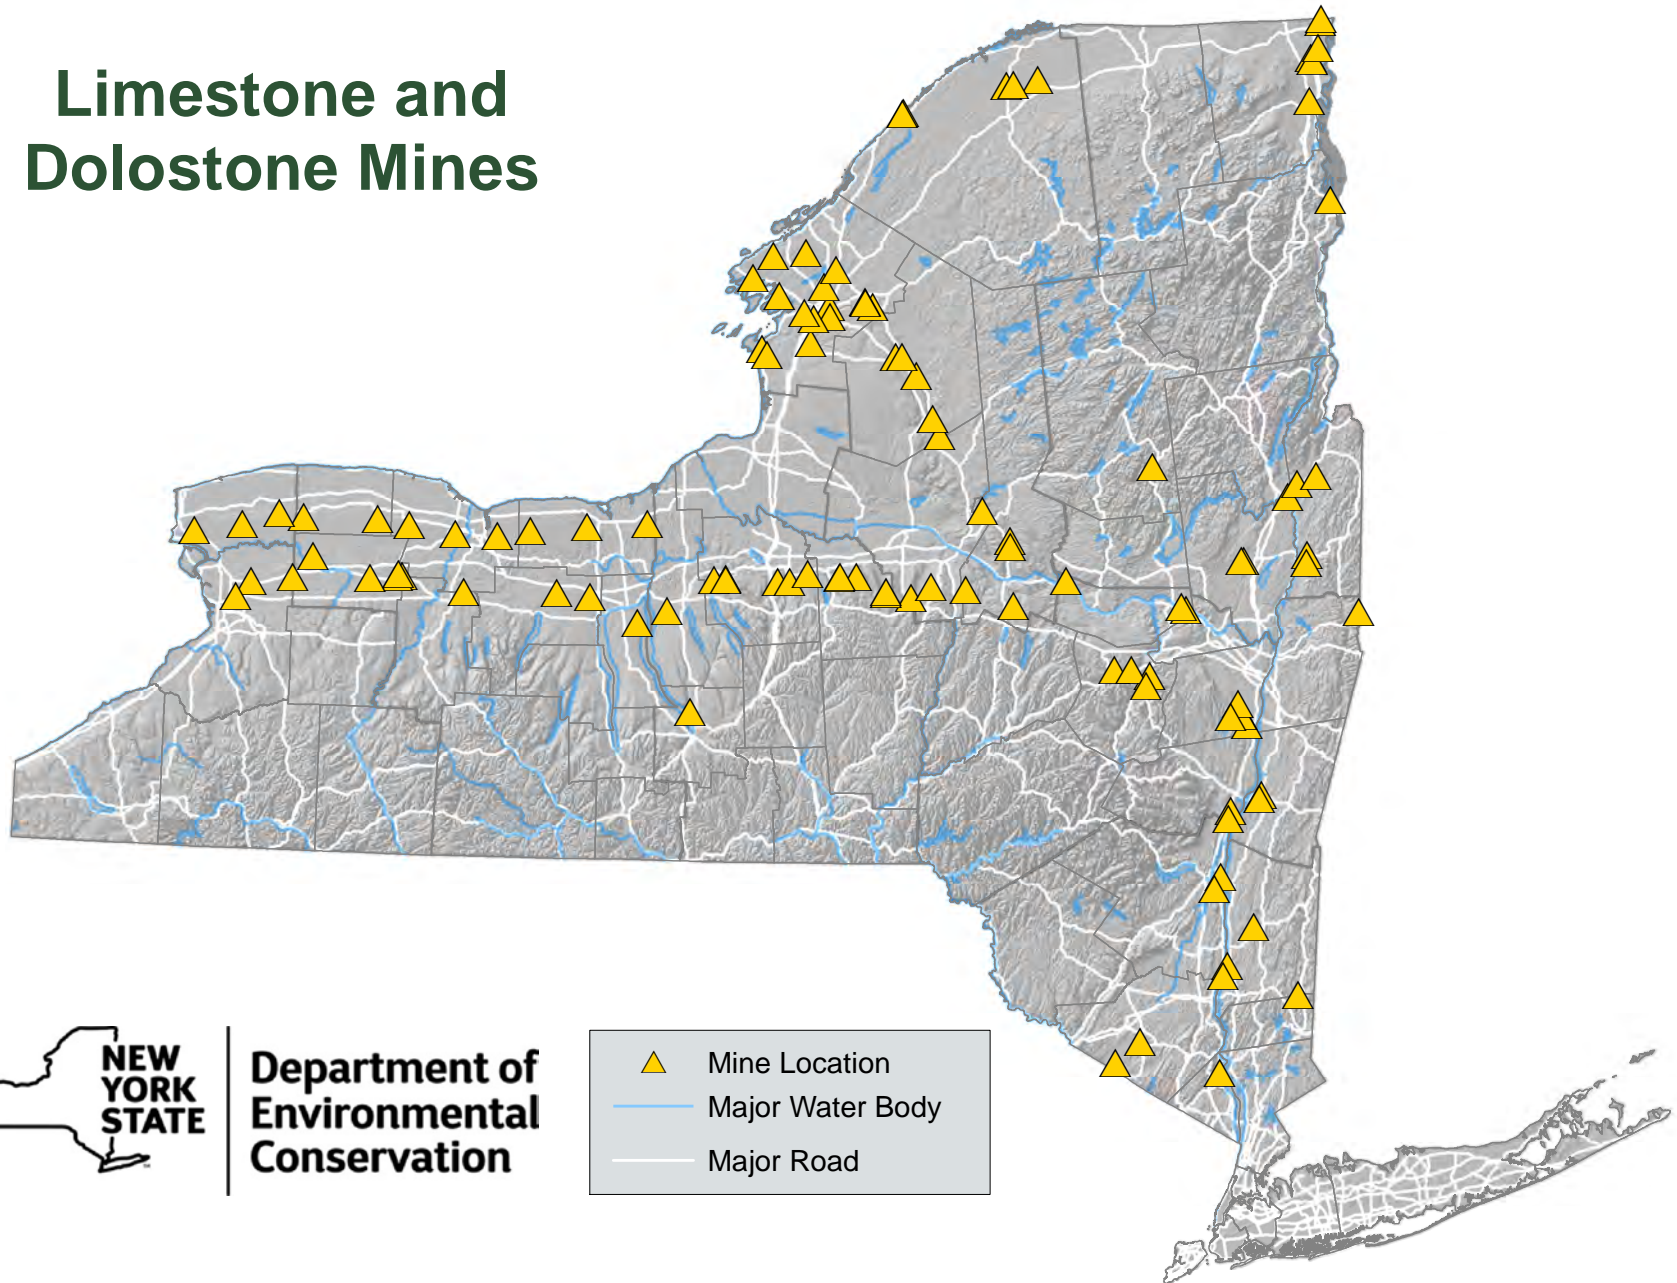 Limestone and
Dolostone Mines
NEW
YORK
STATE
Department of
Environmental
Conservation
Mine Location
Major Water Body
Major Road